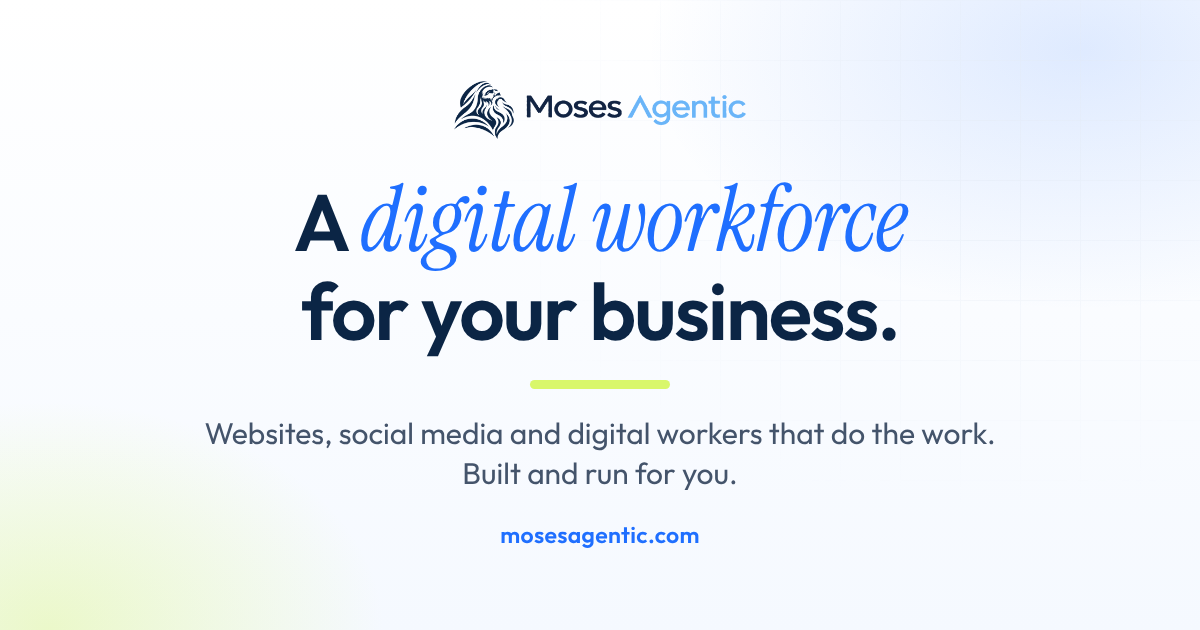 Moses Agentic
A digital workforce
for your business.
Websites, social media and digital workers that do the work.
Built and run for you.
mosesagentic.com